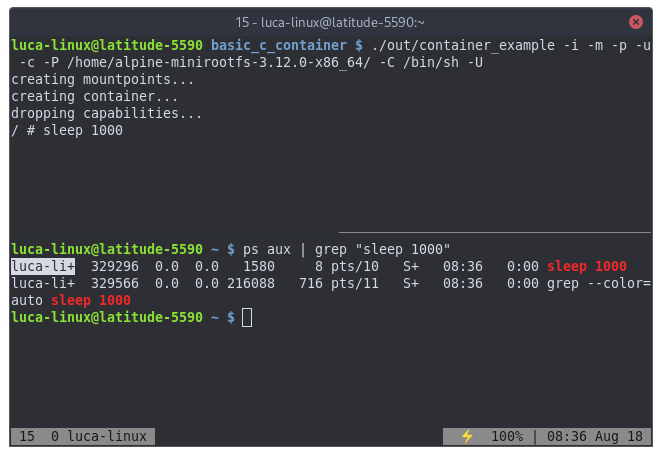 15 - luca-linux@latitude-5590:~
luca-linux@latitude-5590 basic_c_container $ ./out/container_example -i -m -p -u
 -c -P /home/alpine-minirootfs-3.12.0-x86_64/ -C /bin/sh -U
creating mountpoints...
creating container...
dropping capabilities...
/ # sleep 1000
luca-linux@latitude-5590 ~ $ ps aux | grep "sleep 1000"
luca-li+  329296  0.0  0.0   1580     8 pts/10   S+   08:36   0:00 sleep 1000
luca-li+  329566  0.0  0.0 216088   716 pts/11   S+   08:36   0:00 grep --color=
auto sleep 1000
luca-linux@latitude-5590 ~ $
15  0 luca-linux
⚡ 100% | 08:36 Aug 18